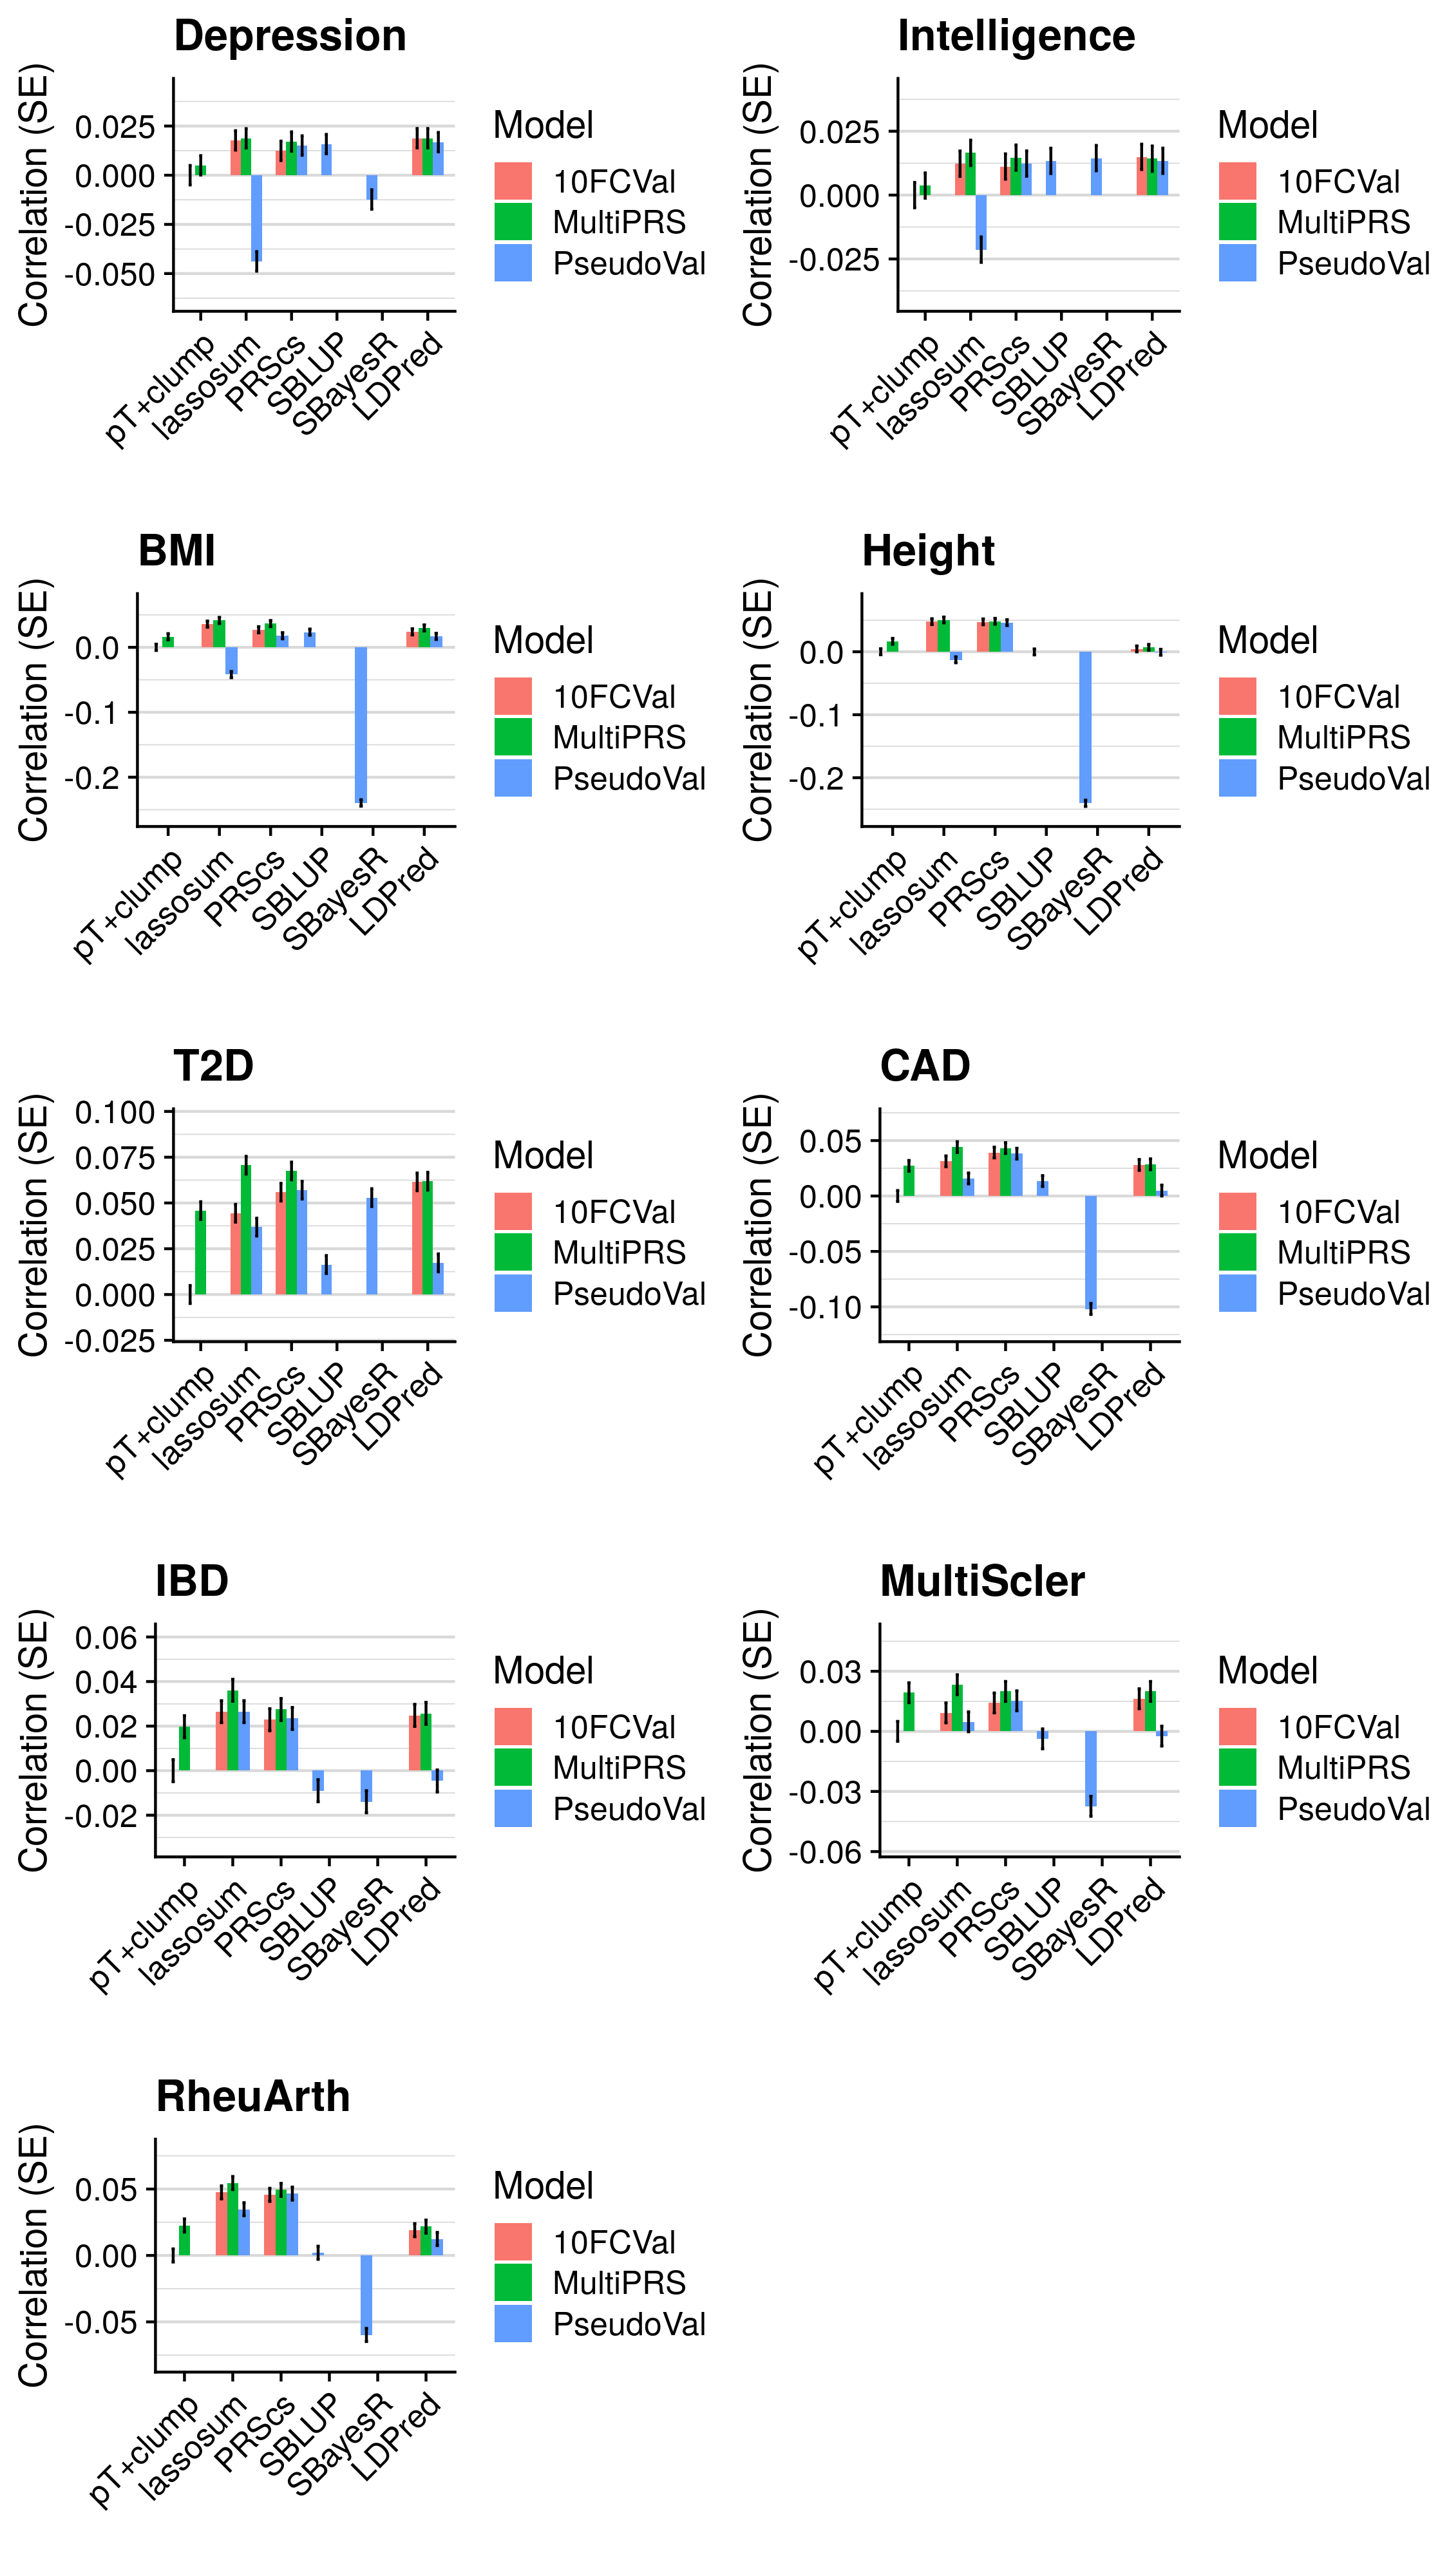 Depression
Correlation (SE)
0.025
0.000
-0.025
-0.050
pT+clump
lassosum
PRScs
SBLUP
SBayesR
LDPred
Model
10FCVal
MultiPRS
PseudoVal
Intelligence
Correlation (SE)
0.025
0.000
-0.025
pT+clump
lassosum
PRScs
SBLUP
SBayesR
LDPred
Model
10FCVal
MultiPRS
PseudoVal
BMI
Correlation (SE)
0.0
-0.1
-0.2
pT+clump
lassosum
PRScs
SBLUP
SBayesR
LDPred
Model
10FCVal
MultiPRS
PseudoVal
Height
Correlation (SE)
0.0
-0.1
-0.2
pT+clump
lassosum
PRScs
SBLUP
SBayesR
LDPred
Model
10FCVal
MultiPRS
PseudoVal
T2D
Correlation (SE)
0.100
0.075
0.050
0.025
0.000
-0.025
pT+clump
lassosum
PRScs
SBLUP
SBayesR
LDPred
Model
10FCVal
MultiPRS
PseudoVal
CAD
Correlation (SE)
0.05
0.00
-0.05
-0.10
pT+clump
lassosum
PRScs
SBLUP
SBayesR
LDPred
Model
10FCVal
MultiPRS
PseudoVal
IBD
Correlation (SE)
0.06
0.04
0.02
0.00
-0.02
pT+clump
lassosum
PRScs
SBLUP
SBayesR
LDPred
Model
10FCVal
MultiPRS
PseudoVal
MultiScler
Correlation (SE)
0.03
0.00
-0.03
-0.06
pT+clump
lassosum
PRScs
SBLUP
SBayesR
LDPred
Model
10FCVal
MultiPRS
PseudoVal
RheuArth
Correlation (SE)
0.05
0.00
-0.05
pT+clump
lassosum
PRScs
SBLUP
SBayesR
LDPred
Model
10FCVal
MultiPRS
PseudoVal